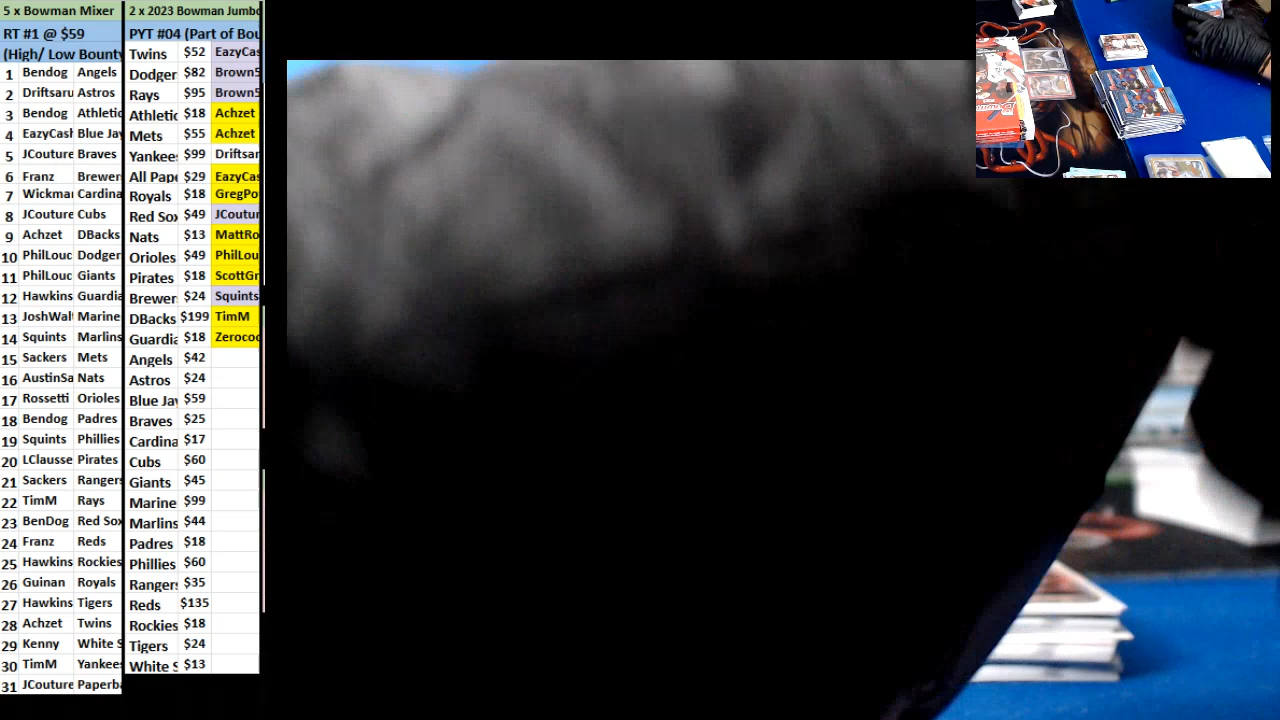 5 x Bowman Mixer
RT #1 @ $59
(High/ Low Bounty
1 Bendog Angels
2 Driftsaru Astros
3 Bendog Athletic
4 EazyCash Blue Jay
5 JCouture Braves
6 Franz Brewer
7 Wickmar Cardina
8 JCouture Cubs
9 Achzet DBacks
10 PhilLouc Dodger
11 PhilLouc Giants
12 Hawkins Guardia
13 JoshWalt Marine
14 Squints Marlins
15 Sackers Mets
16 AustinSa Nats
17 Rossetti Orioles
18 Bendog Padres
19 Squints Phillies
20 LClausse Pirates
21 Sackers Rangers
22 TimM Rays
23 BenDog Red Sox
24 Franz Reds
25 Hawkins Rockies
26 Guinan Royals
27 Hawkins Tigers
28 Achzet Twins
29 Kenny White S
30 TimM Yankees
31 JCouture Paperba
2 x 2023 Bowman Jumbo
PYT #04 (Part of Bou
Twins $52 EazyCas
Dodger $82 Brown5
Rays $95 Brown5
Athletic $18 Achzet
Mets $55 Achzet
Yankee $99 Driftsar
All Pape $29 EazyCas
Royals $18 GregPo
Red Sox $49 JCoutur
Nats $13 MattRo
Orioles $49 PhilLou
Pirates $18 ScottGr
Brewer $24 Squints
DBacks $199 TimM
Guardia $18 Zerocoo
Angels $42
Astros $24
Blue Jay $59
Braves $25
Cardina $17
Cubs $60
Giants $45
Marine $99
Marlins $44
Padres $18
Phillies $60
Rangers $35
Reds $135
Rockies $18
Tigers $24
White S $13